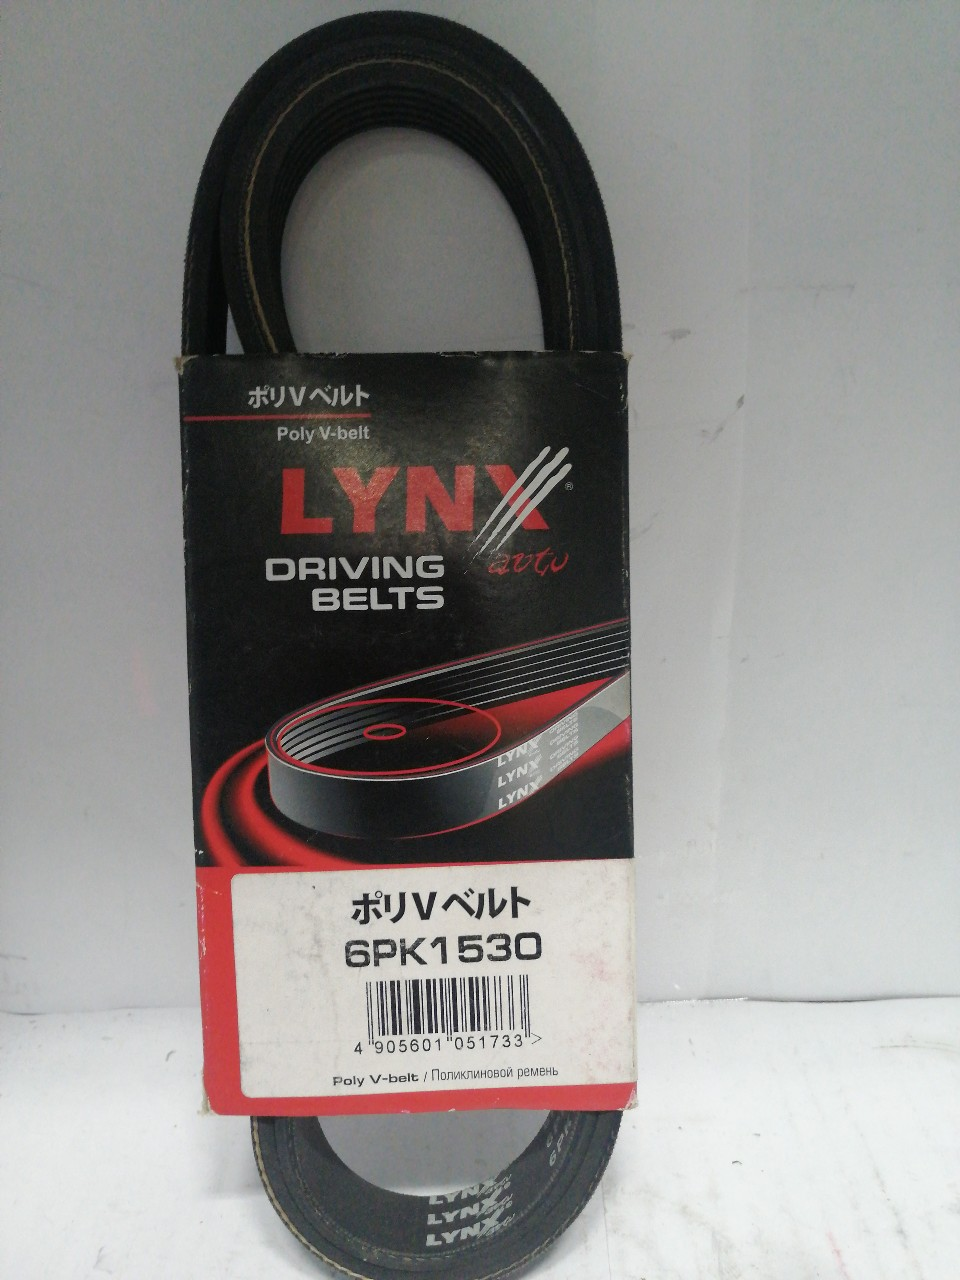 ポリVベルト
Poly V-belt
LYNX®
auto
DRIVING
BELTS
LYNX
LYNX
LYNX
ポリVベルト
6PK1530
4 905601 051733 >
Poly V-belt / Поликлиновой ремень
LYNX
LYNX
LYNX